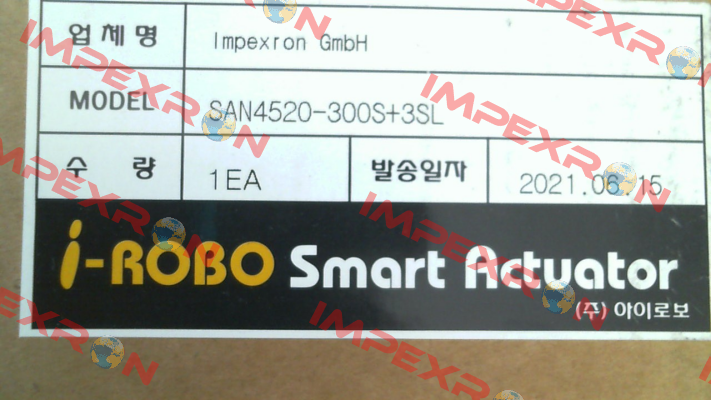 업체명 Impexron GmbH
MODEL SAN4520-300S+3SL
수 량 1EA 발송일자 2021.06.15
i-ROBO Smart Actuator
(주) 아이로보
IMPEXRON